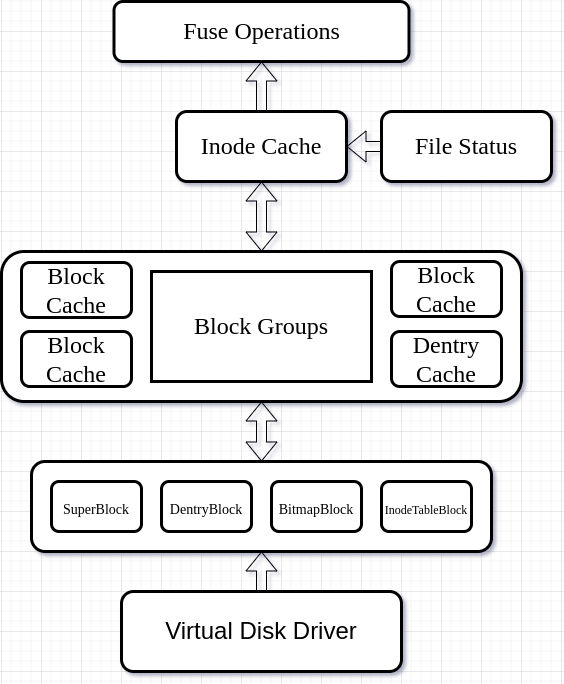 Fuse Operations
Inode Cache
File Status
Block
Cache
Block
Cache
Block Groups
Block
Cache
Dentry
Cache
SuperBlock
DentryBlock
BitmapBlock
InodeTableBlock
Virtual Disk Driver